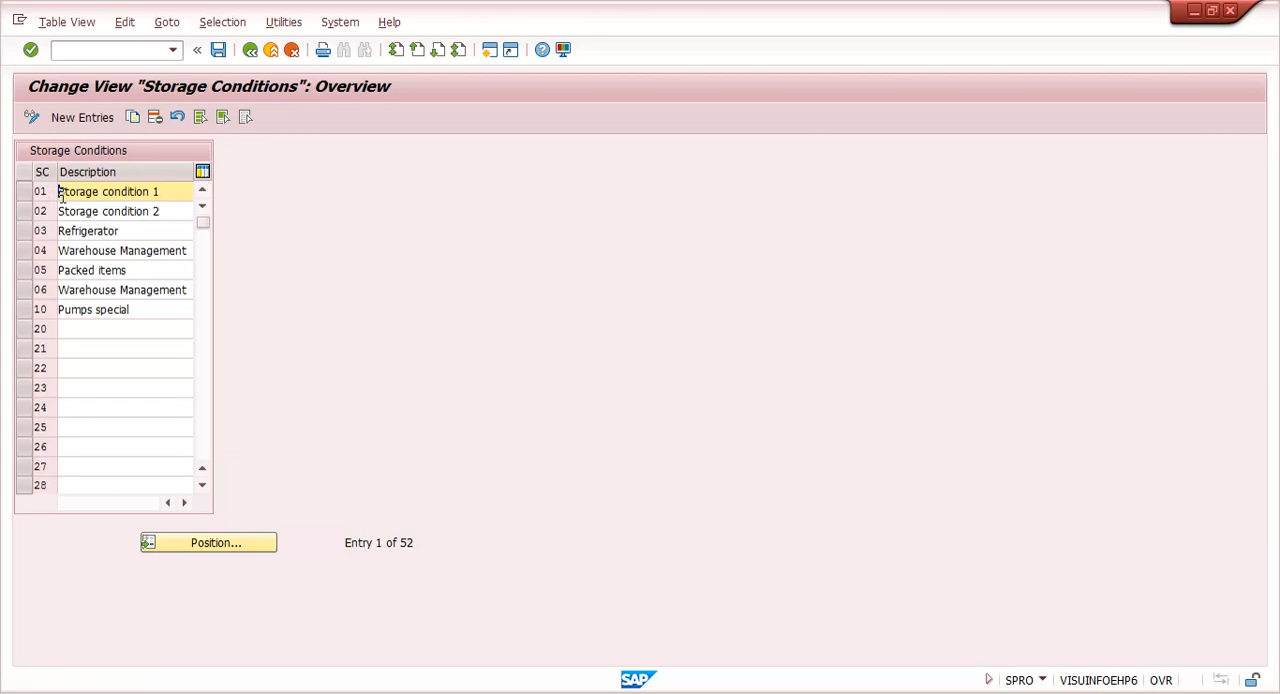 Table View Edit Goto Selection Utilities System Help
Change View "Storage Conditions": Overview
New Entries
Storage Conditions
SC Description
01 Storage condition 1
02 Storage condition 2
03 Refrigerator
04 Warehouse Management
05 Packed items
06 Warehouse Management
10 Pumps special
20
21
22
23
24
25
26
27
28
Position... Entry 1 of 52
SAP SPRO VISUINFOEHP6 OVR